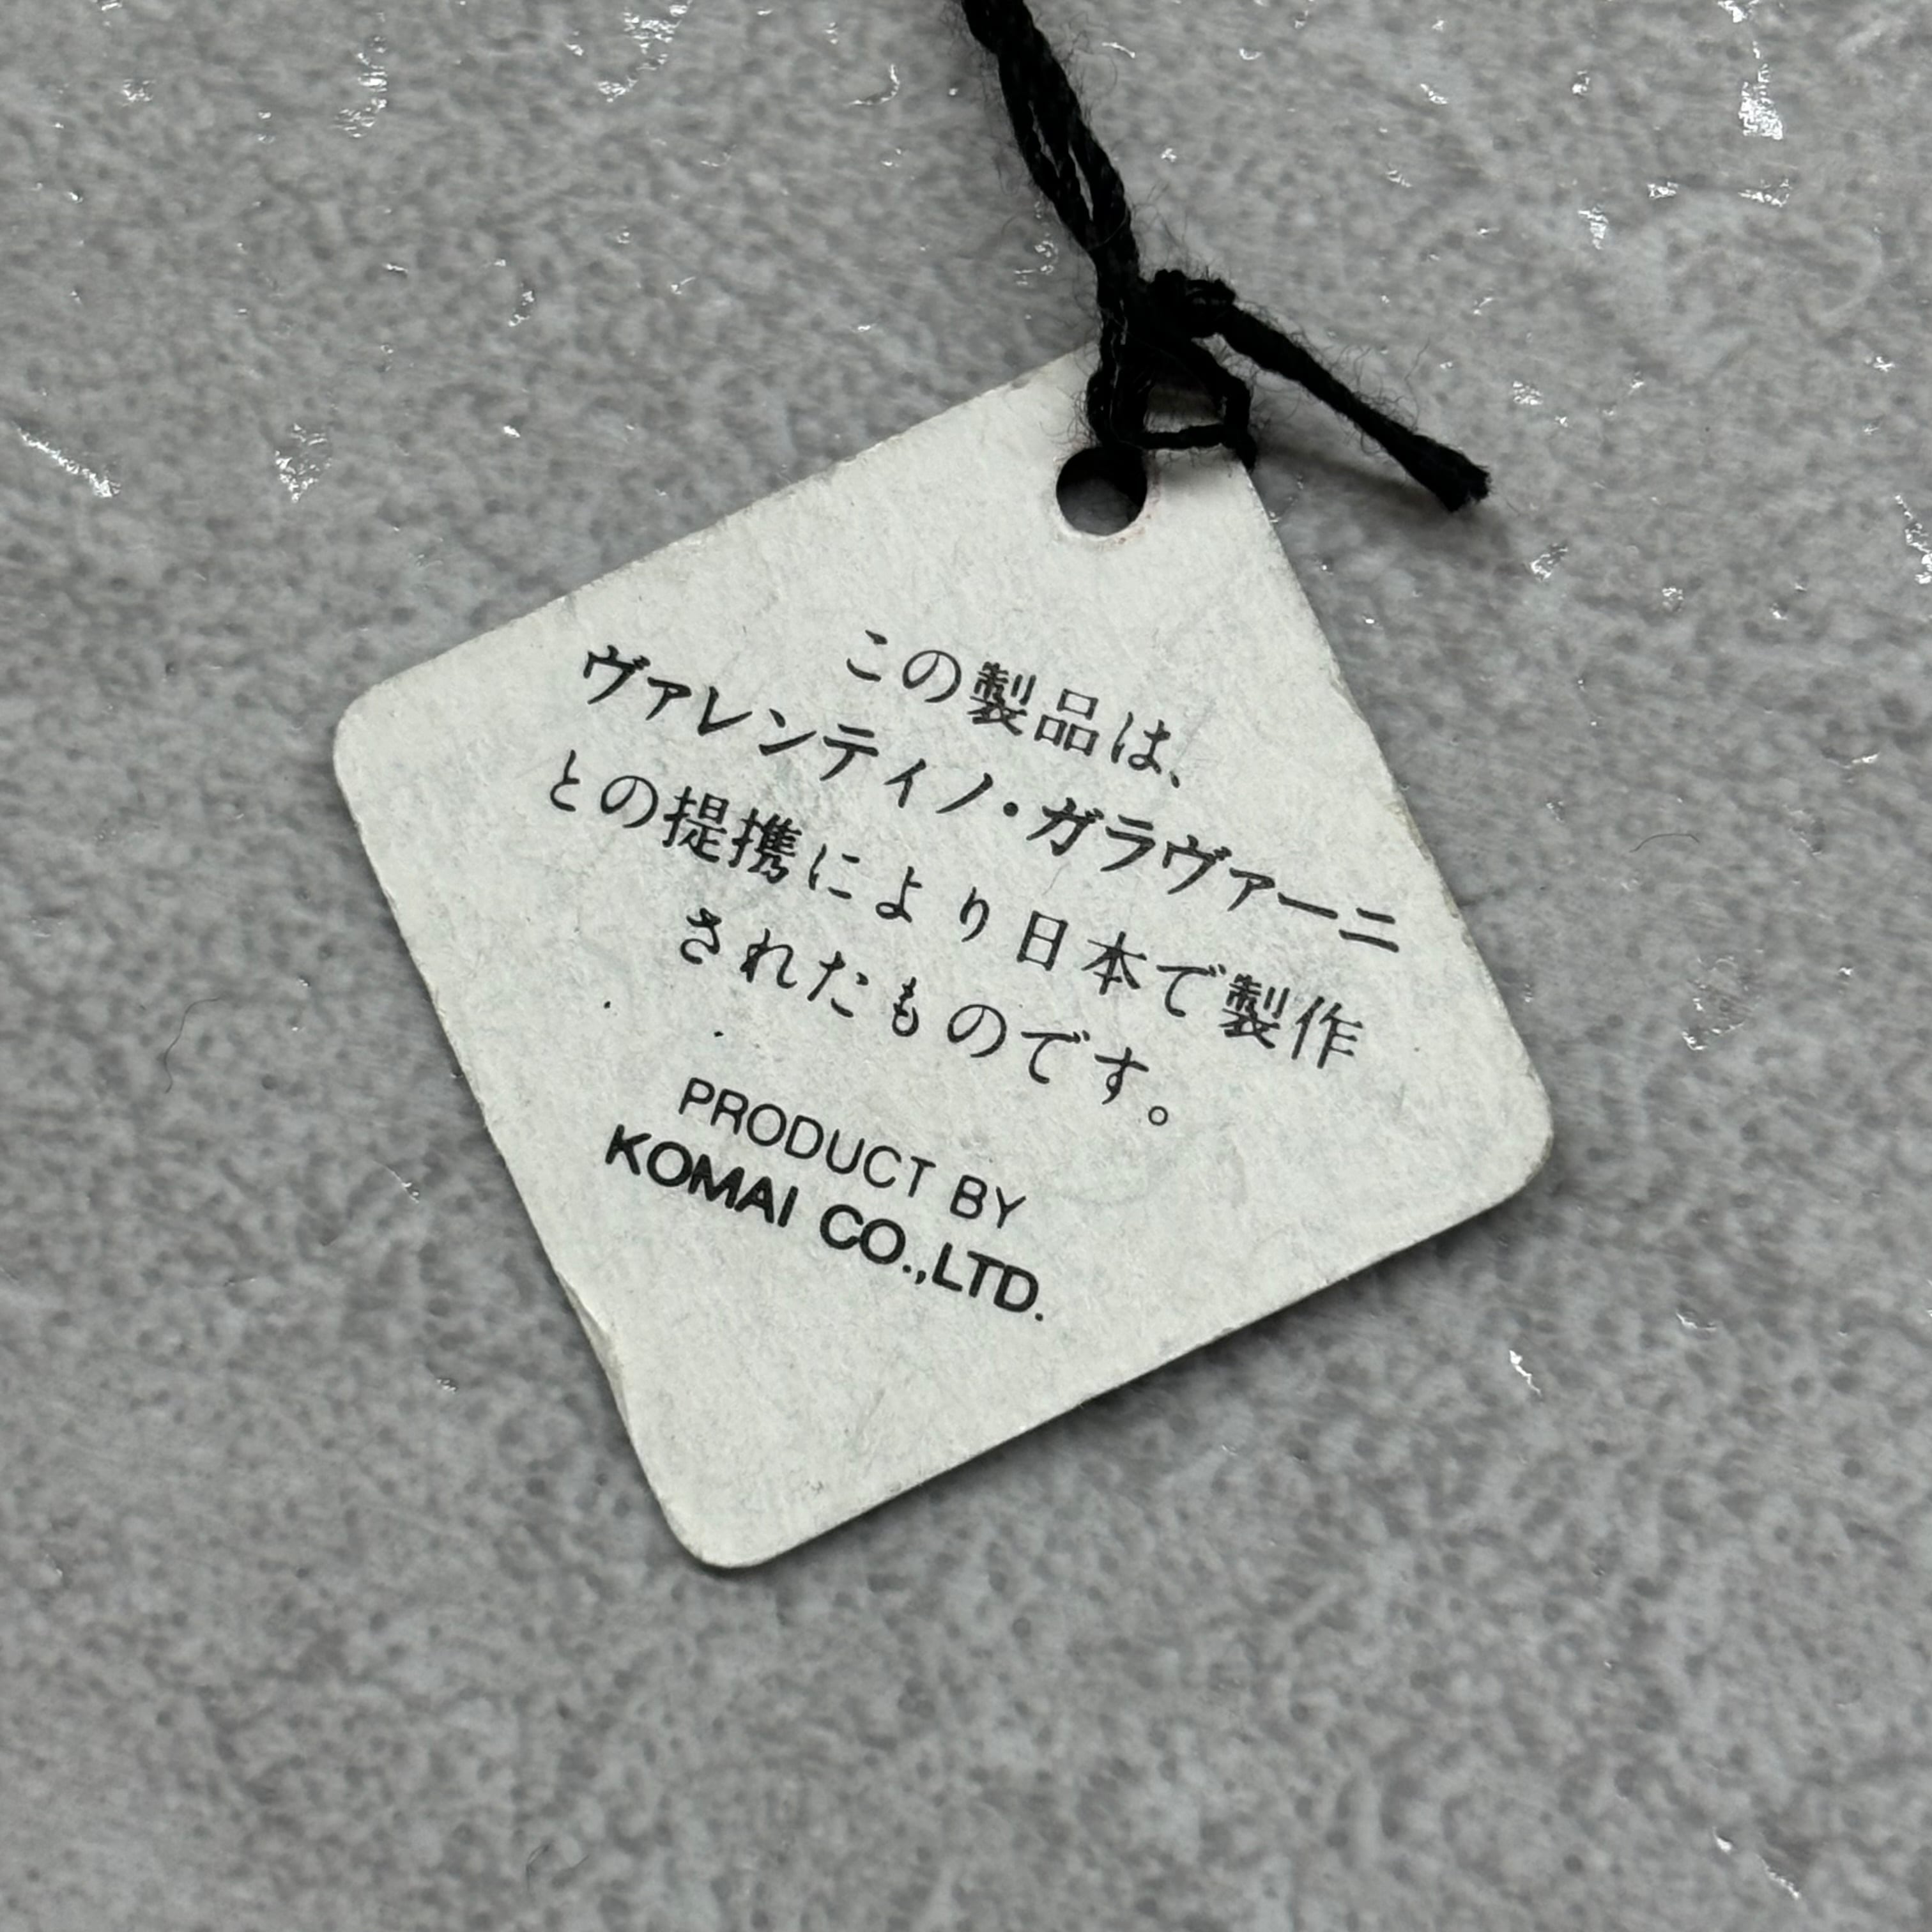 この製品は、
ヴァレンティノ・ガラヴァーニ
との提携により日本で製作
されたものです。
PRODUCT BY
KOMAI CO.,LTD.